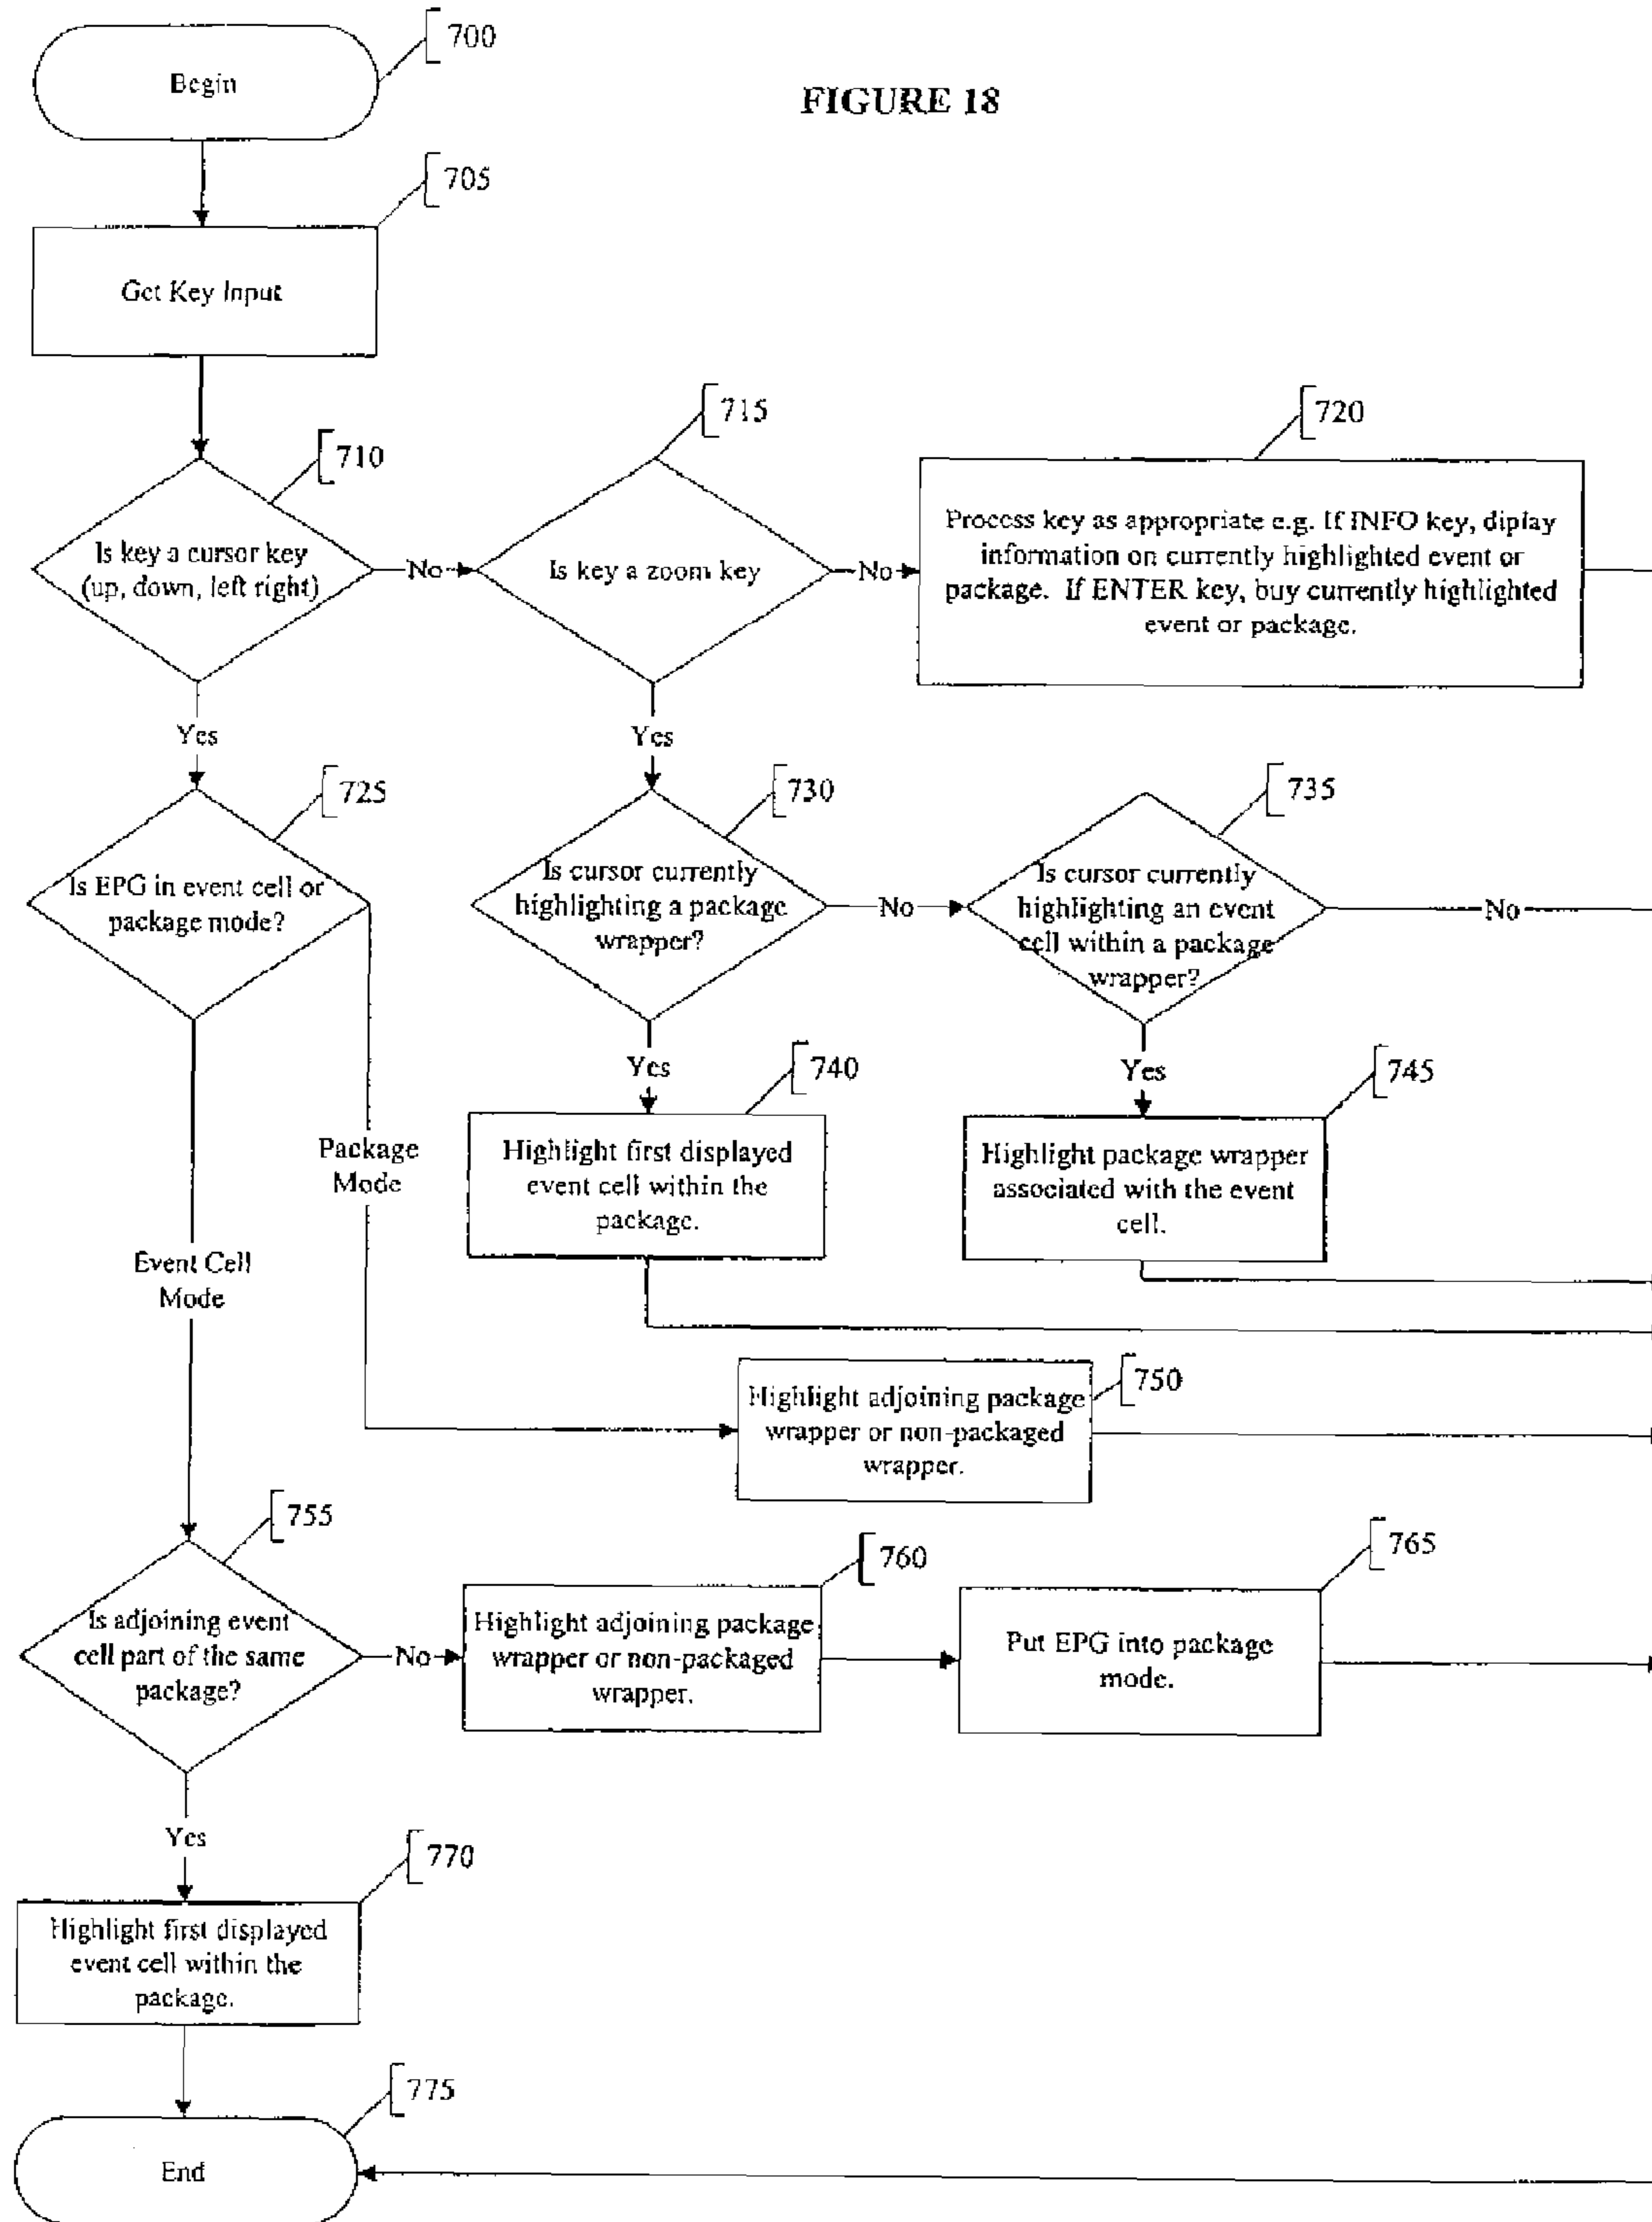 700
Begin
FIGURE 18
705
Get Key Input
710
715
720
Is key a cursor key
(up, down, left right)
No
Is key a zoom key
No
Process key as appropriate e.g. If INFO key, diplay
information on currently highlighted event or
package. If ENTER key, buy currently highlighted
event or package.
Yes
Yes
725
730
735
Is EPG in event cell or
package mode?
Is cursor currently
highlighting a package
wrapper?
No
Is cursor currently
highlighting an event
cell within a package
wrapper?
No
Yes
Yes
740
745
Package
Mode
Highlight first displayed
event cell within the
package.
Highlight package wrapper
associated with the event
cell.
Event Cell
Mode
750
Highlight adjoining package
wrapper or non-packaged
wrapper.
755
760
765
Is adjoining event
cell part of the same
package?
No
Highlight adjoining package
wrapper or non-packaged
wrapper.
Put EPG into package
mode.
Yes
770
Highlight first displayed
event cell within the
package.
775
End